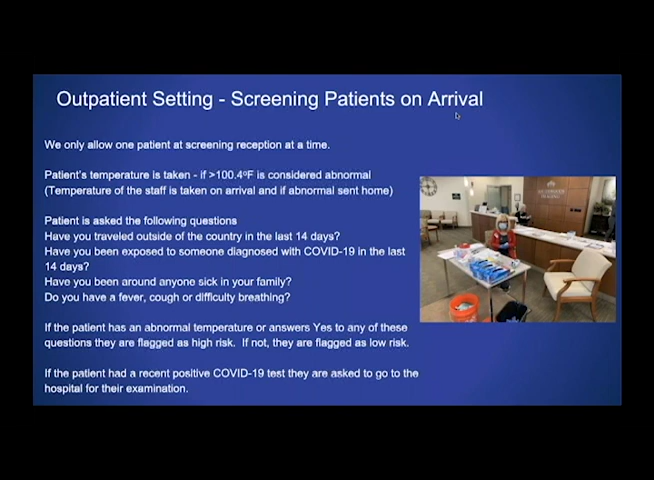 Outpatient Setting - Screening Patients on Arrival
We only allow one patient at screening reception at a time.
Patient's temperature is taken - if >100.4ºF is considered abnormal
(Temperature of the staff is taken on arrival and if abnormal sent home)
Patient is asked the following questions
Have you traveled outside of the country in the last 14 days?
Have you been exposed to someone diagnosed with COVID-19 in the last
14 days?
Have you been around anyone sick in your family?
Do you have a fever, cough or difficulty breathing?
If the patient has an abnormal temperature or answers Yes to any of these
questions they are flagged as high risk.  If not, they are flagged as low risk.
If the patient had a recent positive COVID-19 test they are asked to go to the
hospital for their examination.